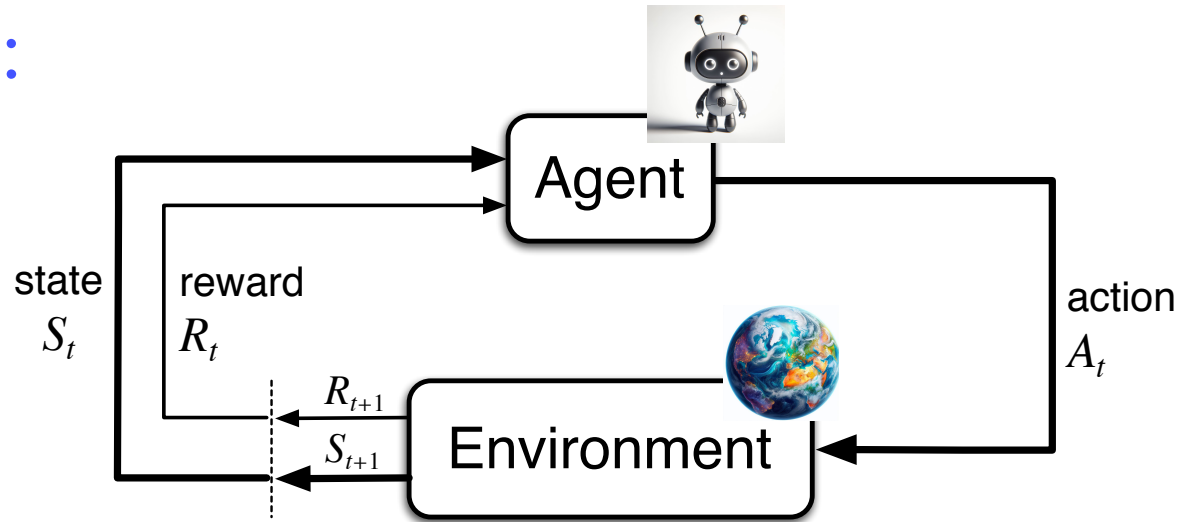 Agent
state
S_t
reward
R_t
action
A_t
R_{t+1}
S_{t+1}
Environment